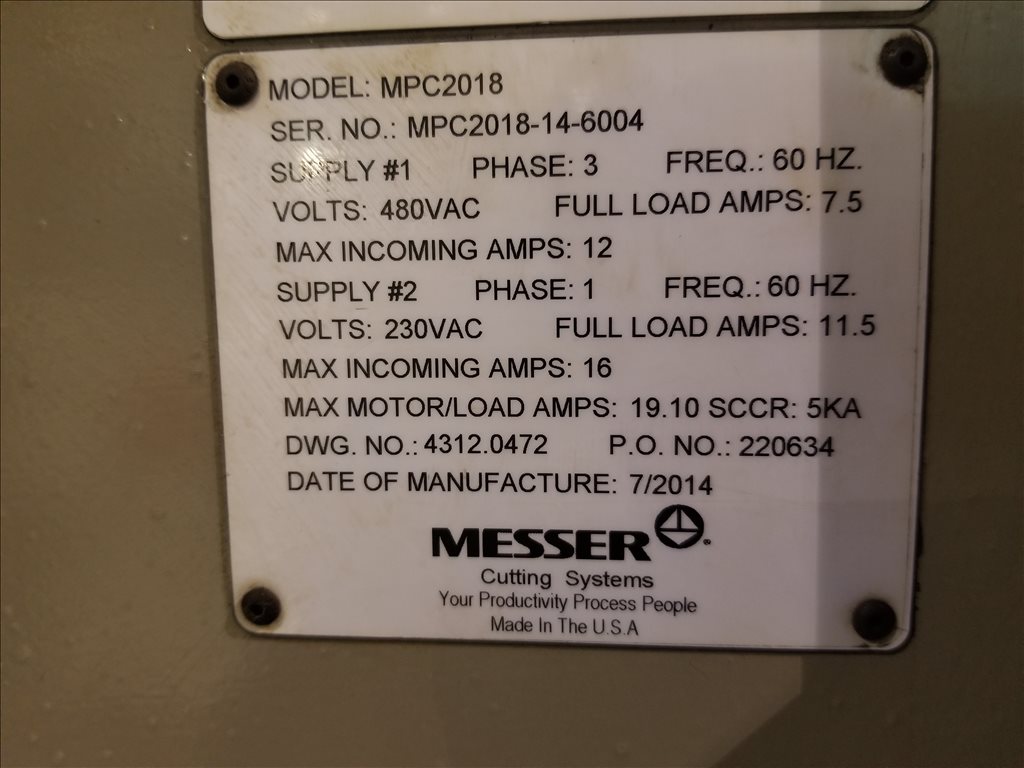 MODEL: MPC2018
SER. NO.: MPC2018-14-6004
SUPPLY #1 PHASE: 3 FREQ.: 60 HZ.
VOLTS: 480VAC FULL LOAD AMPS: 7.5
MAX INCOMING AMPS: 12
SUPPLY #2 PHASE: 1 FREQ.: 60 HZ.
VOLTS: 230VAC FULL LOAD AMPS: 11.5
MAX INCOMING AMPS: 16
MAX MOTOR/LOAD AMPS: 19.10 SCCR: 5KA
DWG. NO.: 4312.0472 P.O. NO.: 220634
DATE OF MANUFACTURE: 7/2014
MESSER
Cutting Systems
Your Productivity Process People
Made In The U.S.A